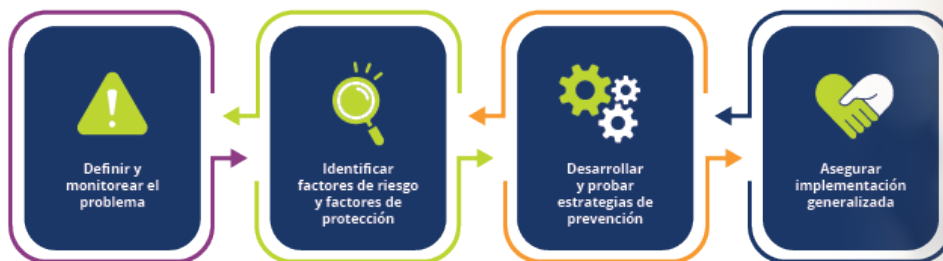 Definir y
monitorear el
problema
Identificar
factores de riesgo
y factores de
protección
Desarrollar
y probar
estrategias de
prevención
Asegurar
implementación
generalizada